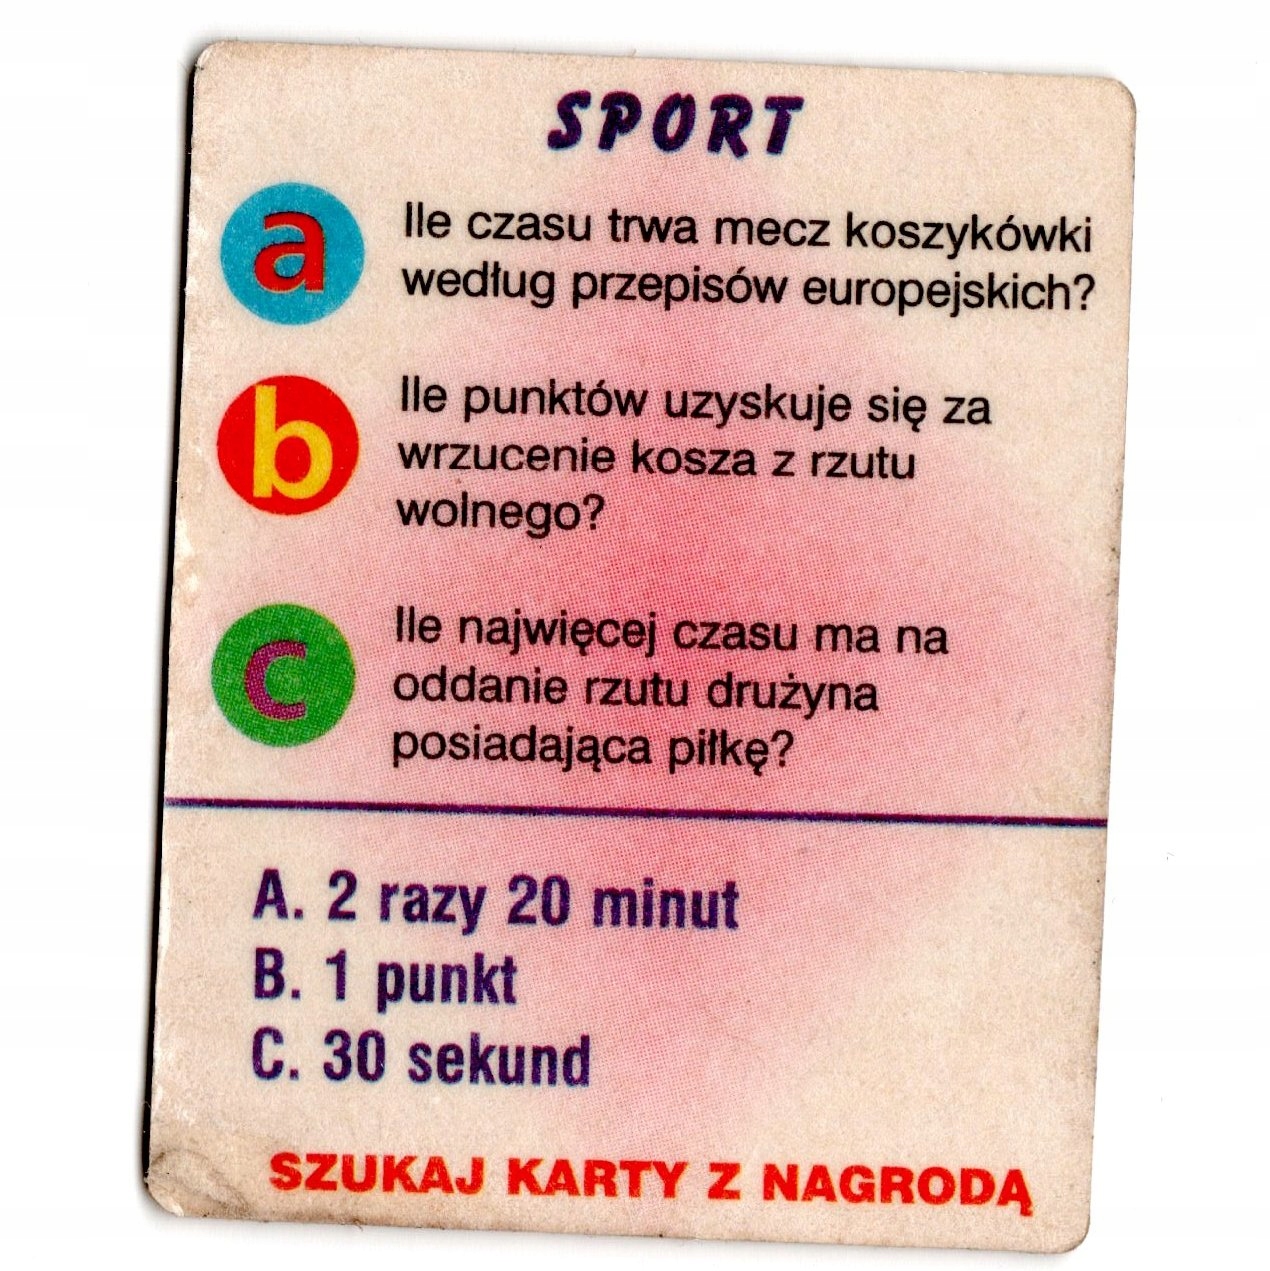 SPORT
a
Ile czasu trwa mecz koszykówki
według przepisów europejskich?
b
Ile punktów uzyskuje się za
wrzucenie kosza z rzutu
wolnego?
c
Ile najwięcej czasu ma na
oddanie rzutu drużyna
posiadająca piłkę?
A. 2 razy 20 minut
B. 1 punkt
C. 30 sekund
SZUKAJ KARTY Z NAGRODĄ